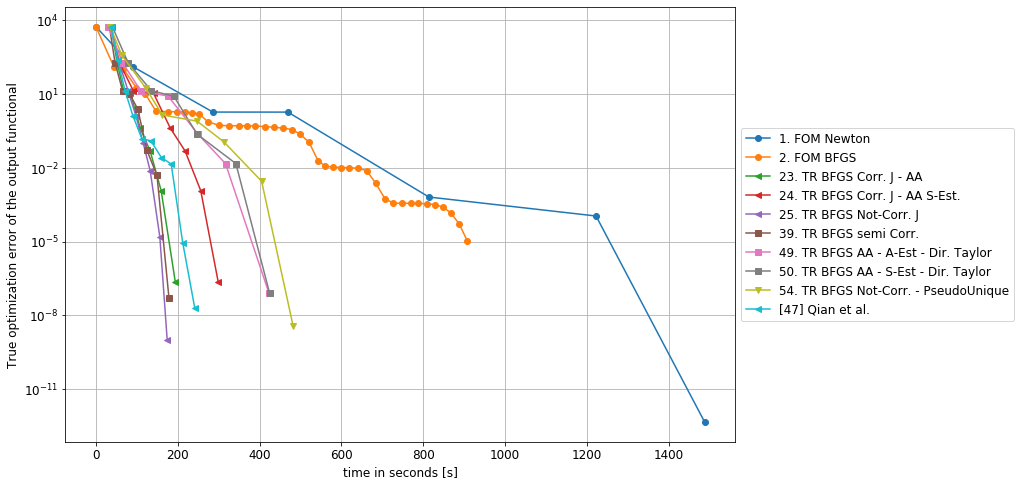 True optimization error of the output functional
10^4
10^1
10^−2
10^−5
10^−8
10^−11
0 200 400 600 800 1000 1200 1400
time in seconds [s]
1. FOM Newton
2. FOM BFGS
23. TR BFGS Corr. J - AA
24. TR BFGS Corr. J - AA S-Est.
25. TR BFGS Not-Corr. J
39. TR BFGS semi Corr.
49. TR BFGS AA - A-Est - Dir. Taylor
50. TR BFGS AA - S-Est - Dir. Taylor
54. TR BFGS Not-Corr. - PseudoUnique
[47] Qian et al.